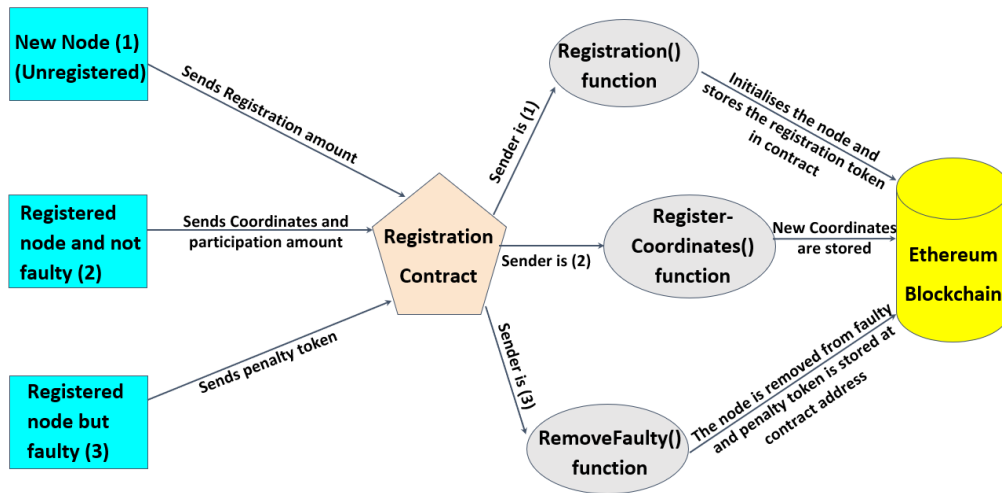 New Node (1)
(Unregistered)
Sends Registration amount
Registered
node and not
faulty (2)
Sends Coordinates and
participation amount
Registered
node but
faulty (3)
Sends penalty token
Registration
Contract
Sender is (1)
Sender is (2)
Sender is (3)
Registration()
function
Register-
Coordinates()
function
RemoveFaulty()
function
Initialises the node and
stores the registration token
in contract
New Coordinates
are stored
The node is removed from faulty
and penalty token is stored at
contract address
Ethereum
Blockchain